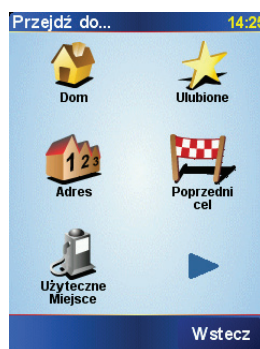 Przejdź do... 14:25
Dom Ulubione
1 2 3
Adres Poprzedni
cel
Użyteczne
Miejsce
Wstecz